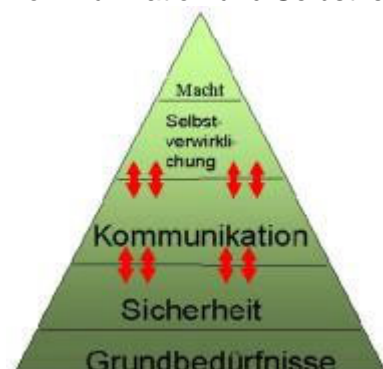 Macht
Selbst-
verwirkli-
chung
Kommunikation
Sicherheit
Grundbedürfnisse